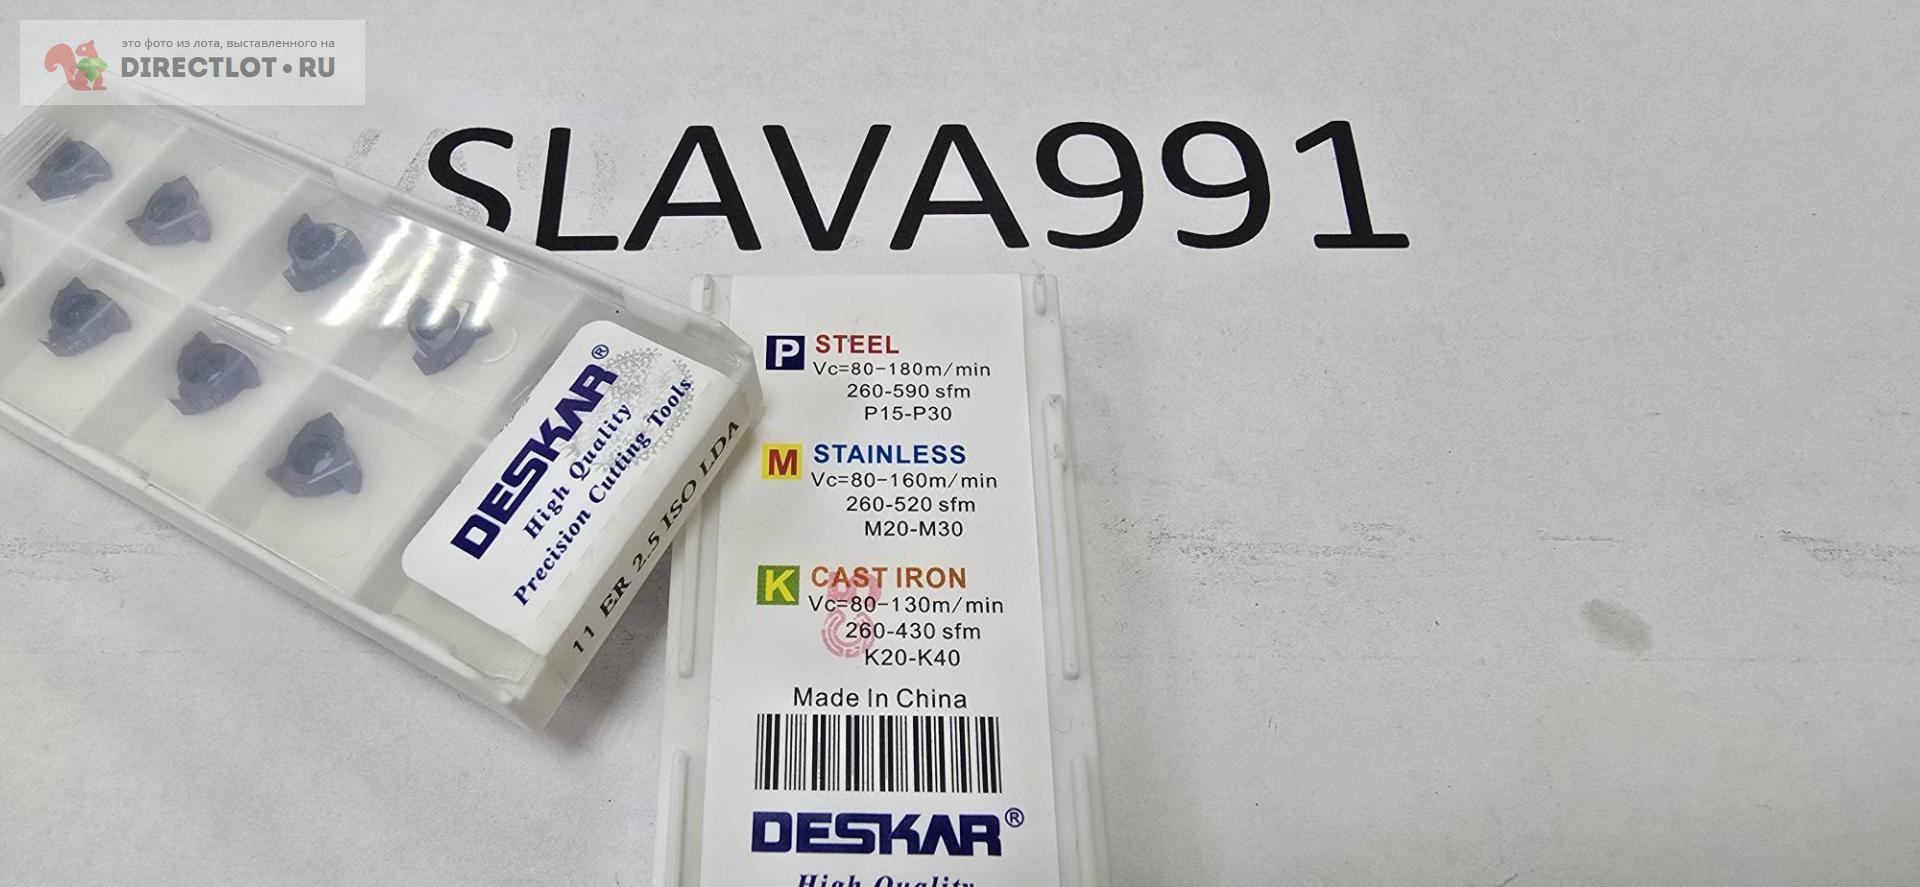 это фото из лота, выставленного на
DIRECTLOT•RU
SLAVA991
DESKAR®
High Quality
Precision Cutting Tools
11 ER 2.5 ISO LDA
P STEEL
Vc=80-180m/min
260-590 sfm
P15-P30
M STAINLESS
Vc=80-160m/min
260-520 sfm
M20-M30
K CAST IRON
Vc=80-130m/min
260-430 sfm
K20-K40
Made In China
DESKAR®
High Quality